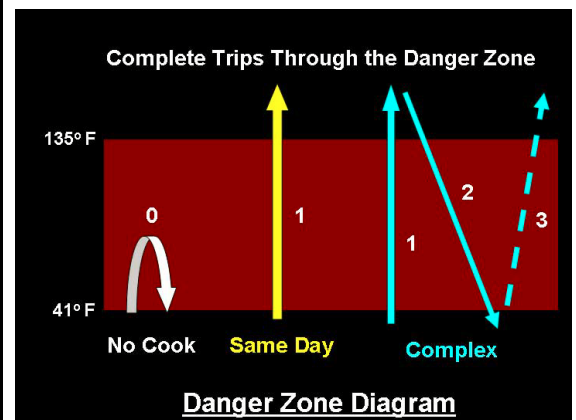 Complete Trips Through the Danger Zone
135° F
0
1
1
2
3
41° F
No Cook
Same Day
Complex
Danger Zone Diagram